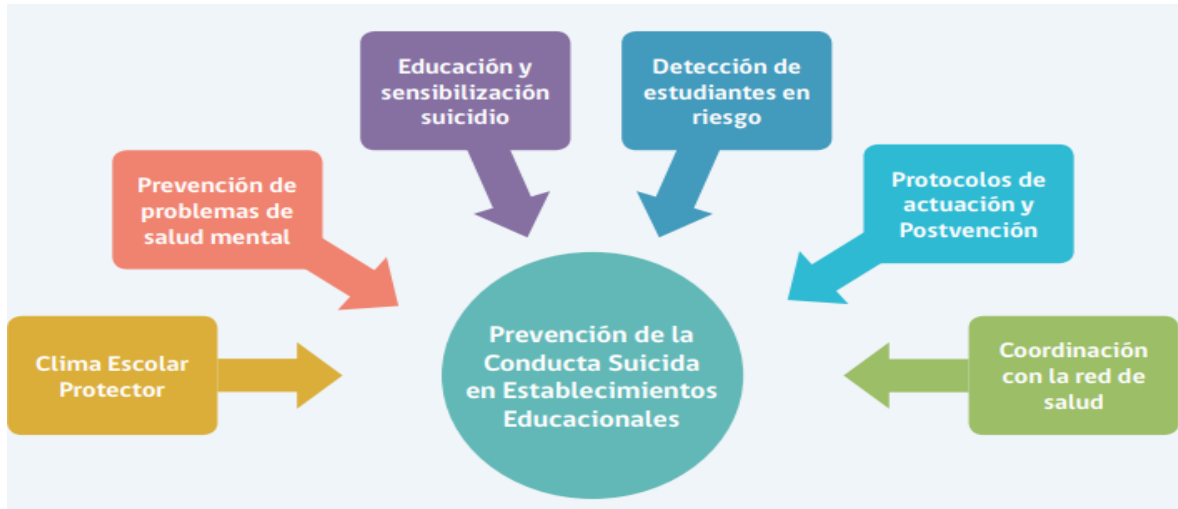 Educación y
sensibilización
suicidio
Detección de
estudiantes en
riesgo
Prevención de
problemas de
salud mental
Protocolos de
actuación y
Postvención
Clima Escolar
Protector
Prevención de la
Conducta Suicida
en Establecimientos
Educacionales
Coordinación
con la red de
salud